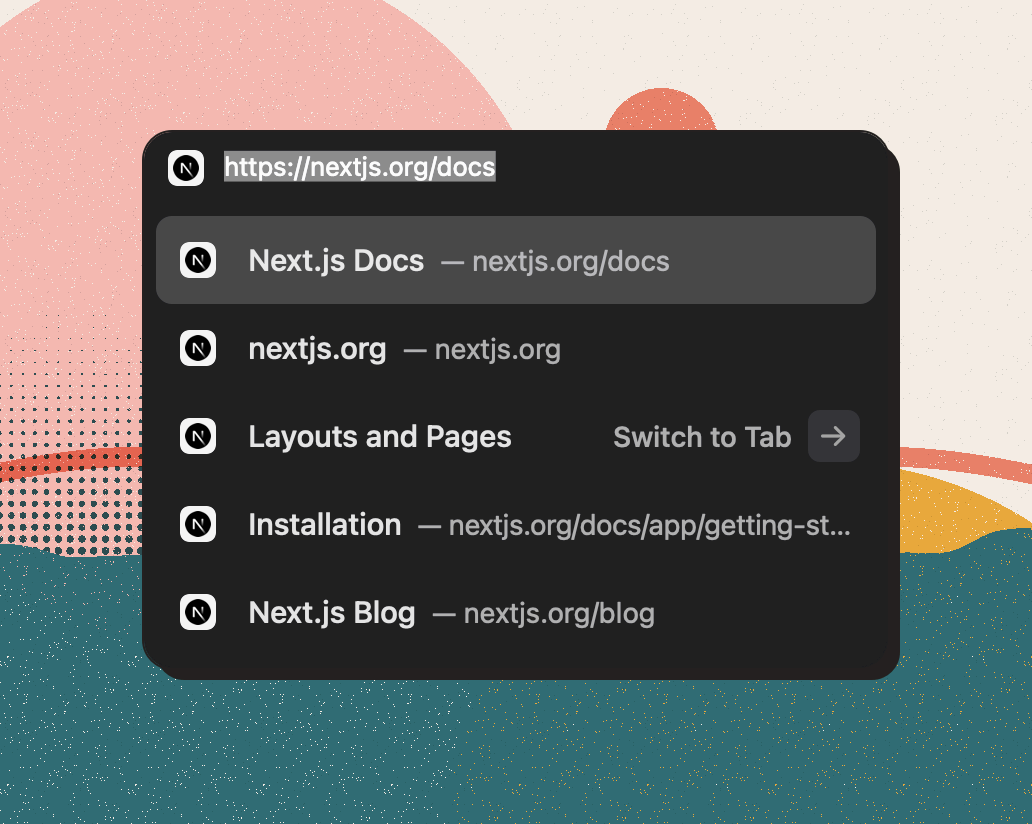 https://nextjs.org/docs
Next.js Docs — nextjs.org/docs
nextjs.org — nextjs.org
Layouts and Pages Switch to Tab →
Installation — nextjs.org/docs/app/getting-st...
Next.js Blog — nextjs.org/blog